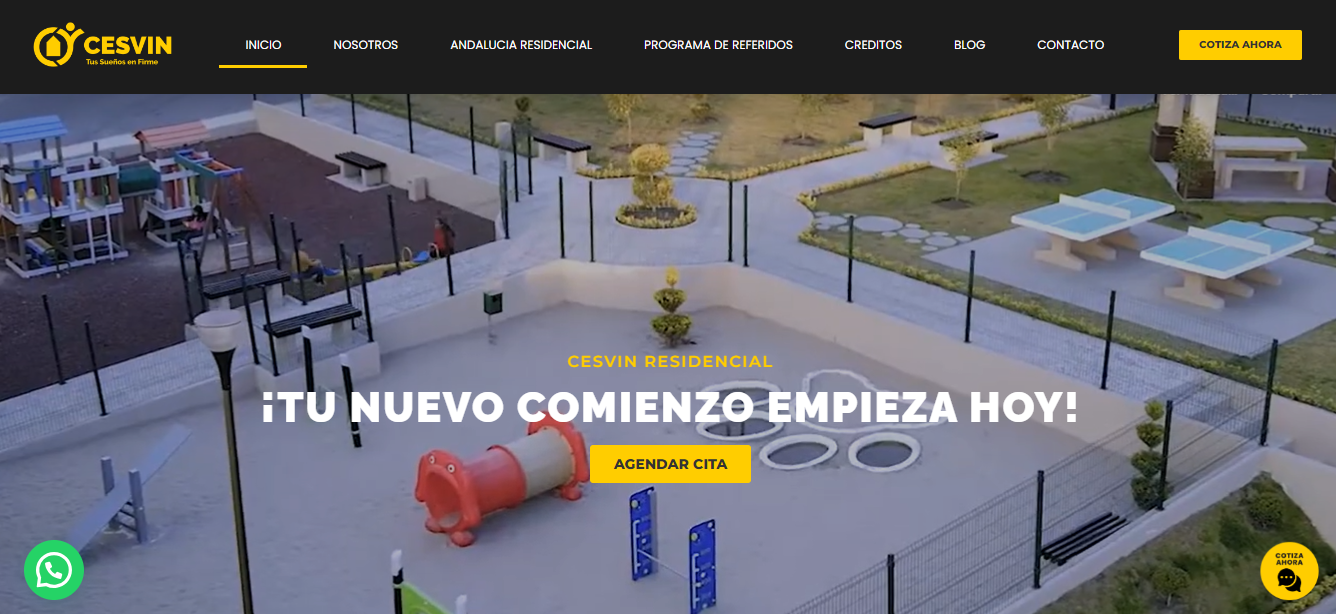 CESVIN
Tus Sueños en Firme
INICIO
NOSOTROS
ANDALUCIA RESIDENCIAL
PROGRAMA DE REFERIDOS
CREDITOS
BLOG
CONTACTO
COTIZA AHORA
CESVIN RESIDENCIAL
¡TU NUEVO COMIENZO EMPIEZA HOY!
AGENDAR CITA
COTIZA
AHORA